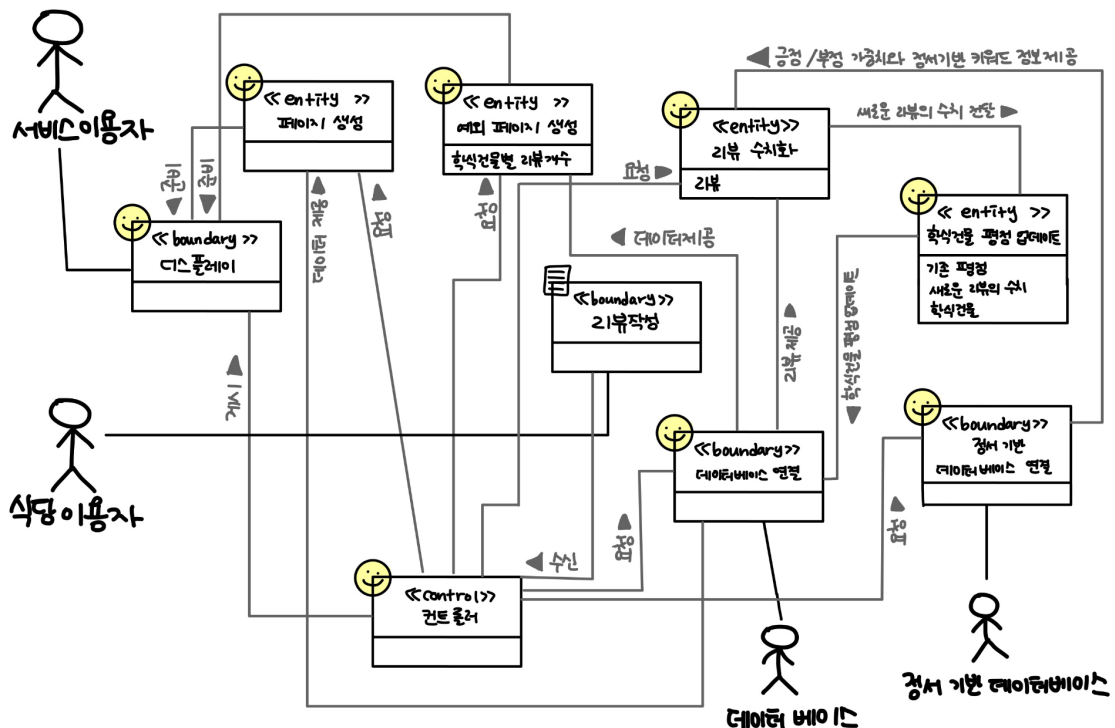 서비스이용자
<<entity >>
페이지 생성
<<entity >>
예외 페이지 생성
학식건물별 리뷰개수
<<entity>>
리뷰 수치화
리뷰
긍정/부정 가중치와 정서기반 키워드 정보제공
새로운 리뷰의 수치 전달
<< entity >>
학식건물 평점 업데이트
기존 평점
새로운 리뷰의 수치
학식건물
준비
준비
<<boundary >>
디스플레이
데이터 제공
요청
요청
요청
데이터제공
<<boundary>>
리뷰작성
리뷰 제공
학식건물 평점 업데이트
게시
식당이용자
<<boundary>>
데이터베이스 연결
<<boundary>>
정서 기반
데이터베이스 연결
수신
요청
요청
<<control>>
컨트롤러
데이터 베이스
정서 기반 데이터베이스